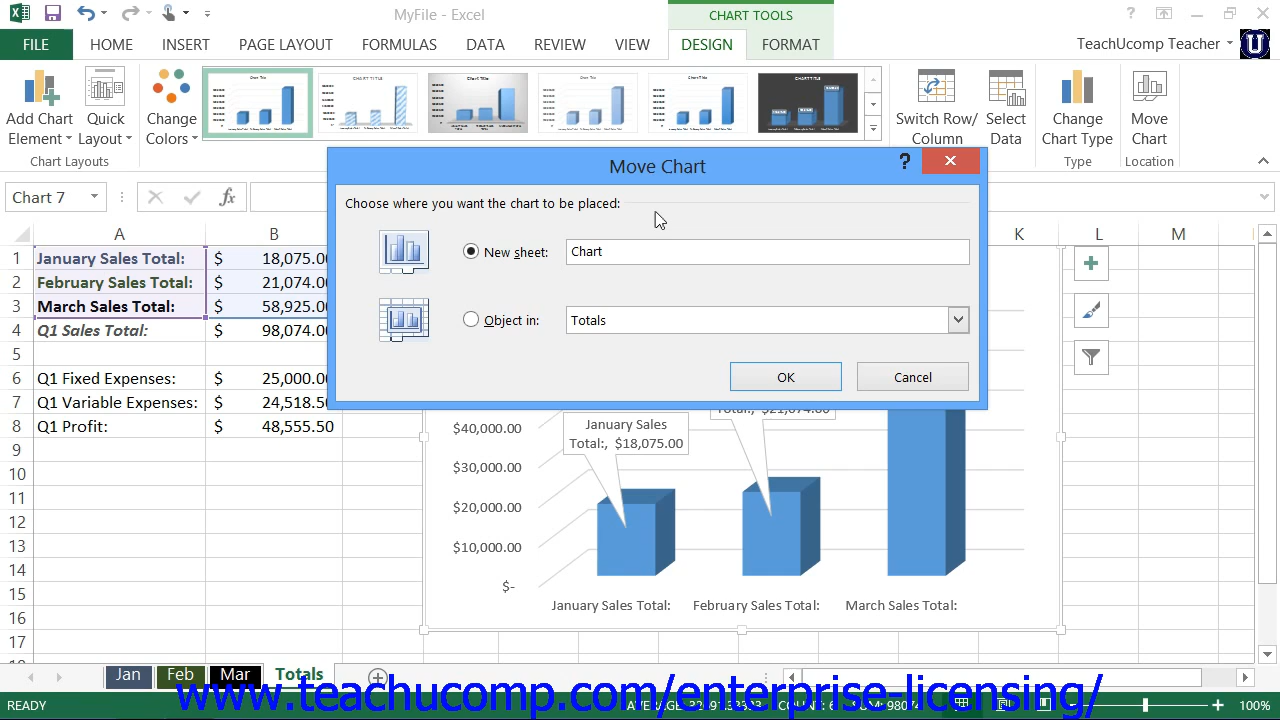 MyFile - Excel
CHART TOOLS
FILE HOME INSERT PAGE LAYOUT FORMULAS DATA REVIEW VIEW DESIGN FORMAT TeachUcomp Teacher
Add Chart Element
Quick Layout
Change Colors
Switch Row/ Column
Select Data
Change Chart Type
Move Chart
Chart Layouts Type Location
Move Chart
Chart 7
fx
Choose where you want the chart to be placed:
New sheet: Chart
Object in: Totals
OK Cancel
A B K L M
1 January Sales Total: $ 18,075.00
2 February Sales Total: $ 21,074.00
3 March Sales Total: $ 58,925.00
4 Q1 Sales Total: $ 98,074.00
5
6 Q1 Fixed Expenses: $ 25,000.00
7 Q1 Variable Expenses: $ 24,518.50
8 Q1 Profit: $ 48,555.50
9
10
11
12
13
14
15
16
17
Total:, $21,074.00
January Sales
Total:, $18,075.00
$40,000.00
$30,000.00
$20,000.00
$10,000.00
$-
January Sales Total: February Sales Total: March Sales Total:
Jan Feb Mar Totals
www.teachucomp.com/enterprise-licensing/
READY 100%